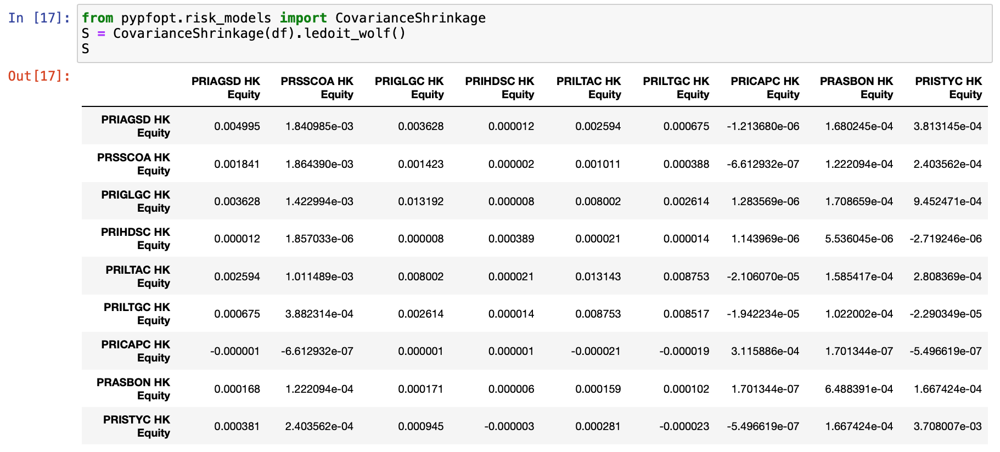 In [17]: from pypfopt.risk_models import CovarianceShrinkage
S = CovarianceShrinkage(df).ledoit_wolf()
S
Out[17]:
PRIAGSD HK PRSSCOA HK PRIGLGC HK PRIHDSC HK PRILTAC HK PRILTGC HK PRICAPC HK PRASBON HK PRISTYC HK
Equity Equity Equity Equity Equity Equity Equity Equity Equity
PRIAGSD HK
Equity 0.004995 1.840985e-03 0.003628 0.000012 0.002594 0.000675 -1.213680e-06 1.680245e-04 3.813145e-04
PRSSCOA HK
Equity 0.001841 1.864390e-03 0.001423 0.000002 0.001011 0.000388 -6.612932e-07 1.222094e-04 2.403562e-04
PRIGLGC HK
Equity 0.003628 1.422994e-03 0.013192 0.000008 0.008002 0.002614 1.283569e-06 1.708659e-04 9.452471e-04
PRIHDSC HK
Equity 0.000012 1.857033e-06 0.000008 0.000389 0.000021 0.000014 1.143969e-06 5.536045e-06 -2.719246e-06
PRILTAC HK
Equity 0.002594 1.011489e-03 0.008002 0.000021 0.013143 0.008753 -2.106070e-05 1.585417e-04 2.808369e-04
PRILTGC HK
Equity 0.000675 3.882314e-04 0.002614 0.000014 0.008753 0.008517 -1.942234e-05 1.022002e-04 -2.290349e-05
PRICAPC HK
Equity -0.000001 -6.612932e-07 0.000001 0.000001 -0.000021 -0.000019 3.115886e-04 1.701344e-07 -5.496619e-07
PRASBON HK
Equity 0.000168 1.222094e-04 0.000171 0.000006 0.000159 0.000102 1.701344e-07 6.488391e-04 1.667424e-04
PRISTYC HK
Equity 0.000381 2.403562e-04 0.000945 -0.000003 0.000281 -0.000023 -5.496619e-07 1.667424e-04 3.708007e-03